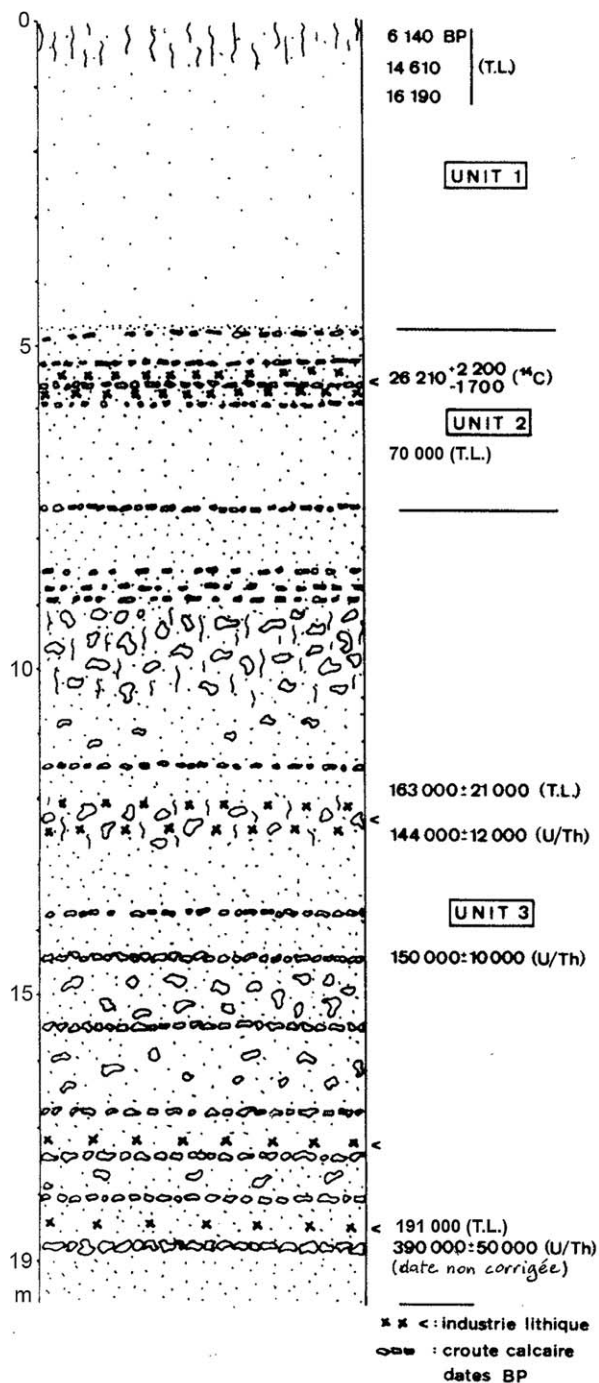 0
6 140 BP
14 610 (T.L.)
16 190
UNIT 1
5
26 210 +2 200 -1700 (¹⁴C)
UNIT 2
70 000 (T.L.)
10
163 000±21 000 (T.L.)
144 000±12 000 (U/Th)
UNIT 3
150 000±10 000 (U/Th)
15
191 000 (T.L.)
390 000±50 000 (U/Th)
19
(date non corrigée)
m
x x < : industrie lithique
: croute calcaire
dates BP